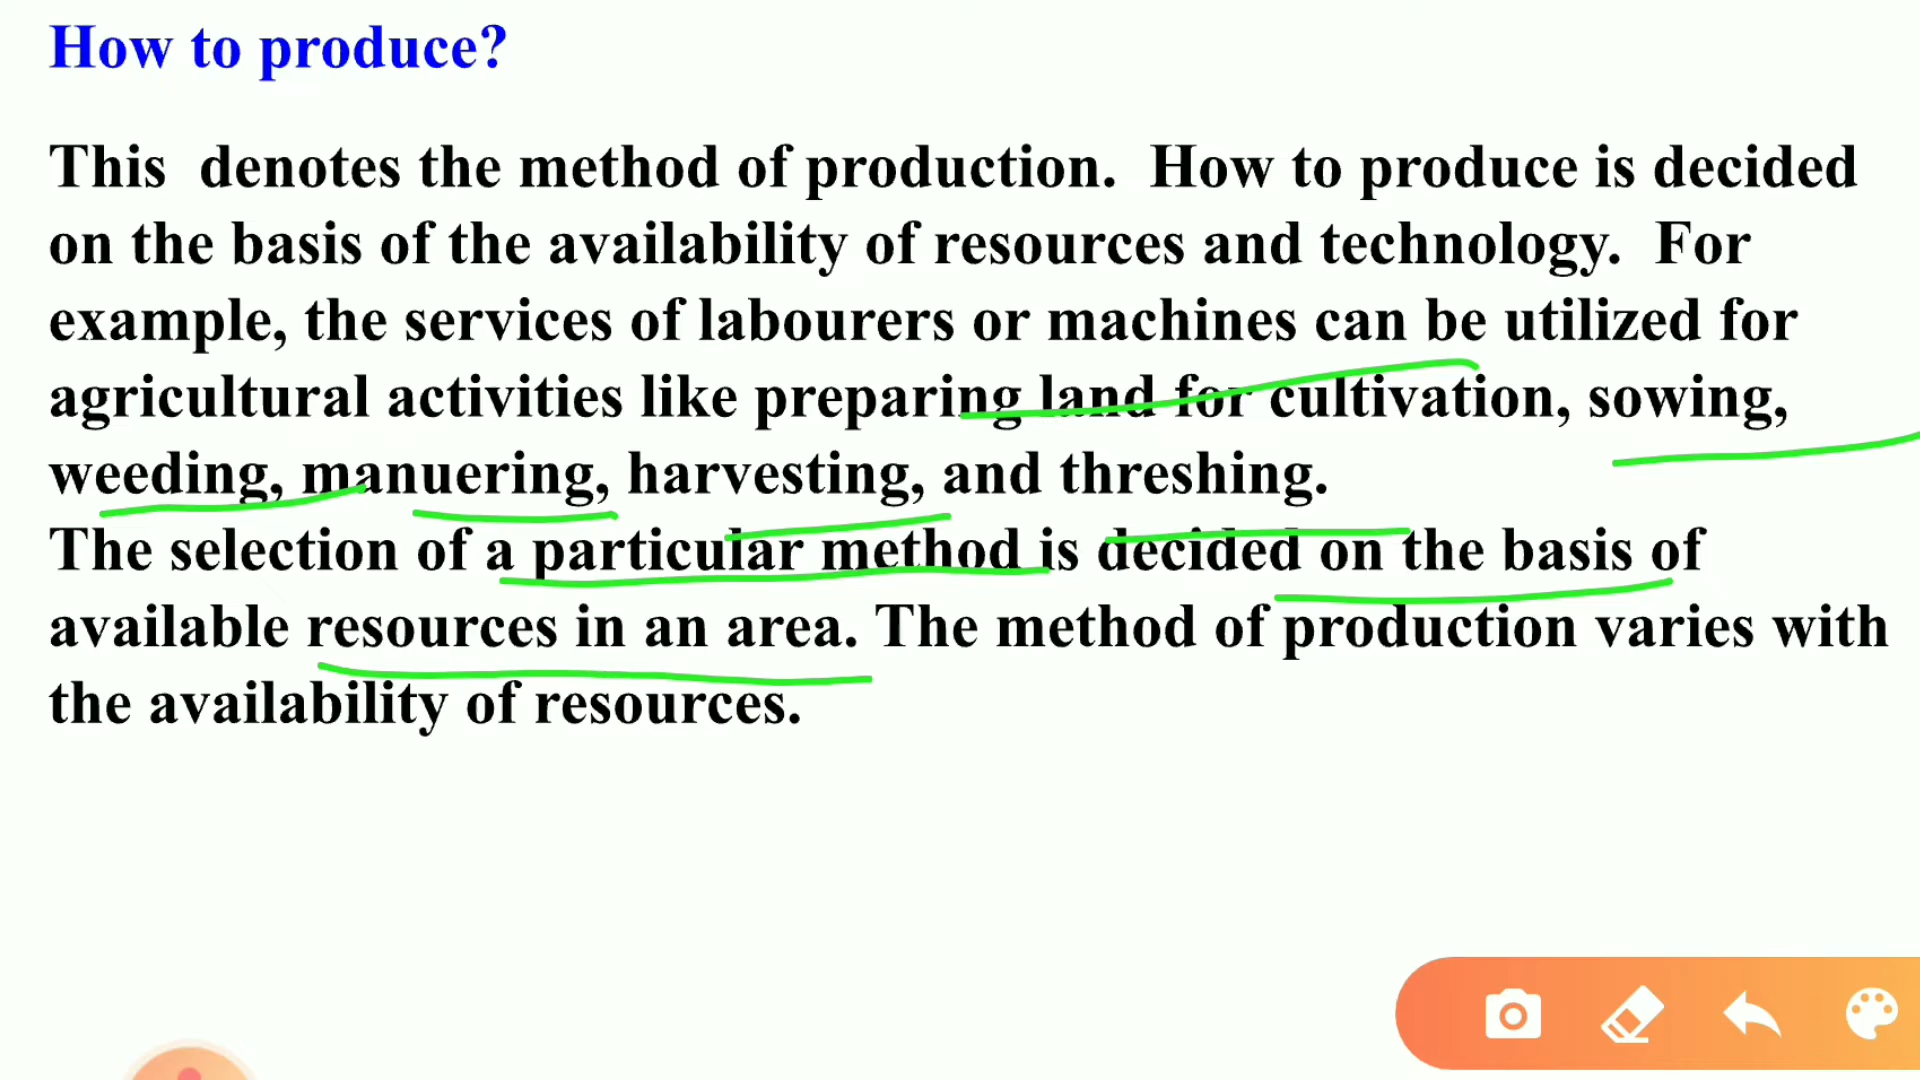 How to produce?
This denotes the method of production. How to produce is decided
on the basis of the availability of resources and technology. For
example, the services of labourers or machines can be utilized for
agricultural activities like preparing land for cultivation, sowing,
weeding, manuering, harvesting, and threshing.
The selection of a particular method is decided on the basis of
available resources in an area. The method of production varies with
the availability of resources.